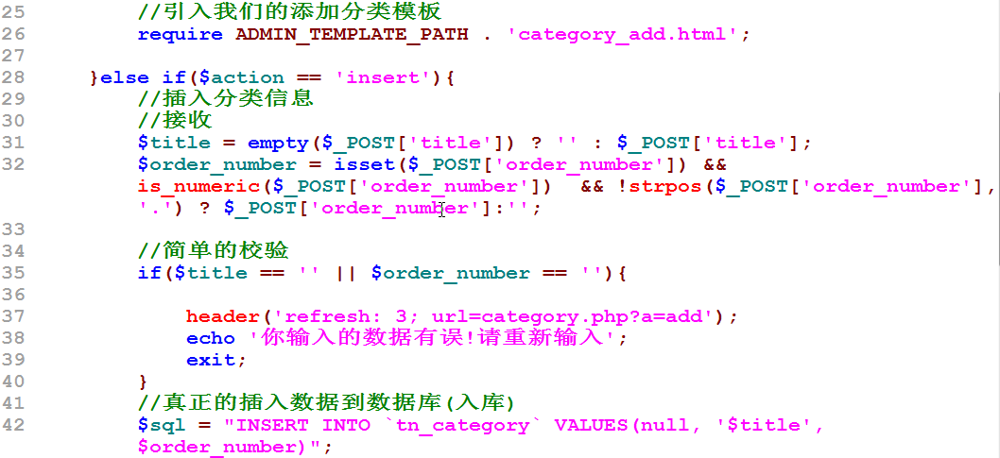 25 //引入我们的添加分类模板
26 require ADMIN_TEMPLATE_PATH . 'category_add.html';
27
28 }else if($action == 'insert'){
29 //插入分类信息
30 //接收
31 $title = empty($_POST['title']) ? '' : $_POST['title'];
32 $order_number = isset($_POST['order_number']) &&
is_numeric($_POST['order_number'])  && !strpos($_POST['order_number'],
'.') ? $_POST['order_number']:'';
33
34 //简单的校验
35 if($title == '' || $order_number == ''){
36
37 header('refresh: 3; url=category.php?a=add');
38 echo '你输入的数据有误!请重新输入';
39 exit;
40 }
41 //真正的插入数据到数据库(入库)
42 $sql = "INSERT INTO `tn_category` VALUES(null, '$title',
$order_number)";